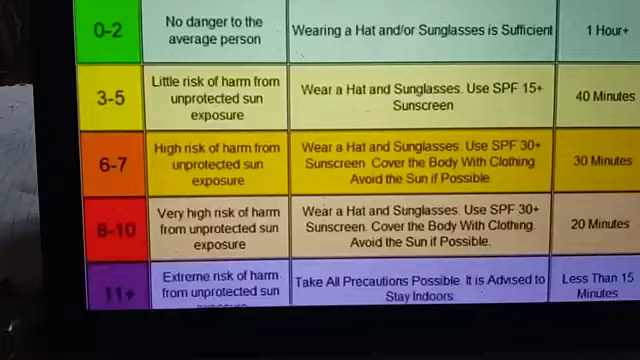 0-2
No danger to the
average person
Wearing a Hat and/or Sunglasses is Sufficient
1 Hour+
3-5
Little risk of harm from
unprotected sun
exposure
Wear a Hat and Sunglasses. Use SPF 15+
Sunscreen
40 Minutes
6-7
High risk of harm from
unprotected sun
exposure
Wear a Hat and Sunglasses. Use SPF 30+
Sunscreen. Cover the Body With Clothing
Avoid the Sun if Possible
30 Minutes
8-10
Very high risk of harm
from unprotected sun
exposure
Wear a Hat and Sunglasses. Use SPF 30+
Sunscreen. Cover the Body With Clothing
Avoid the Sun if Possible.
20 Minutes
11+
Extreme risk of harm
from unprotected sun
Take All Precautions Possible. It is Advised to
Stay Indoors
Less Than 15
Minutes